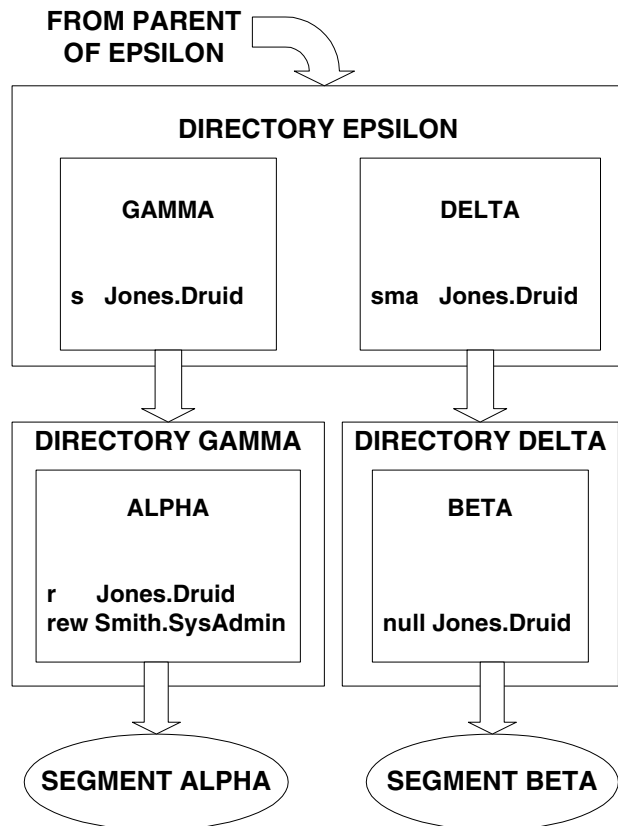 FROM PARENT
OF EPSILON
DIRECTORY EPSILON
GAMMA
s Jones.Druid
DELTA
sma Jones.Druid
DIRECTORY GAMMA
ALPHA
r Jones.Druid
rew Smith.SysAdmin
SEGMENT ALPHA
DIRECTORY DELTA
BETA
null Jones.Druid
SEGMENT BETA